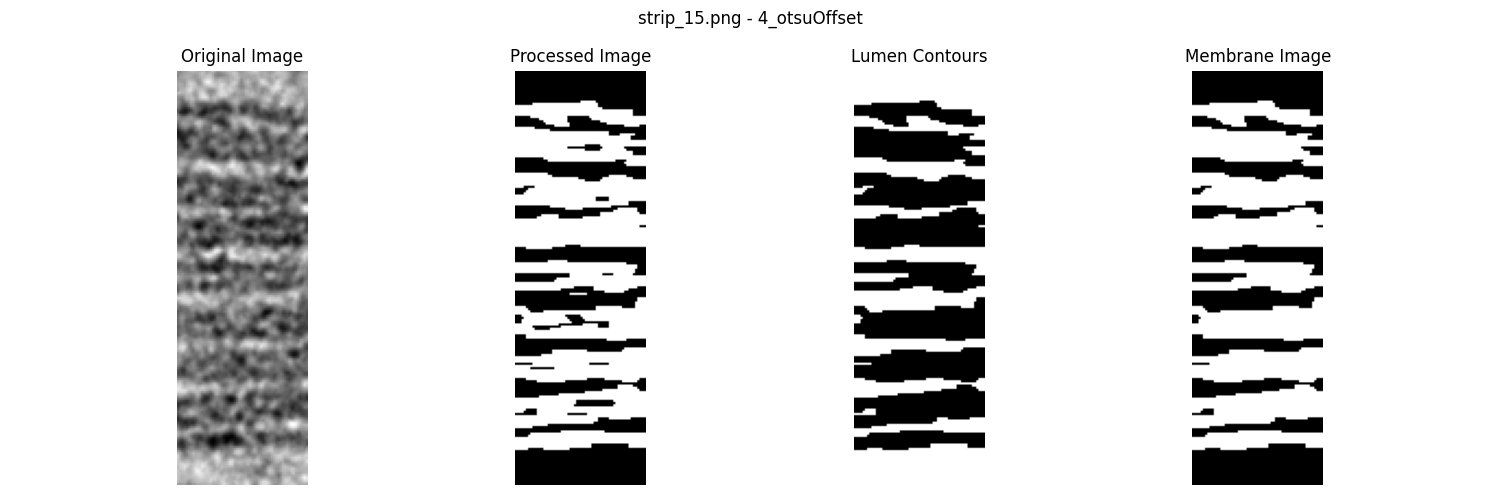 strip_15.png - 4_otsuOffset
Original Image
Processed Image
Lumen Contours
Membrane Image